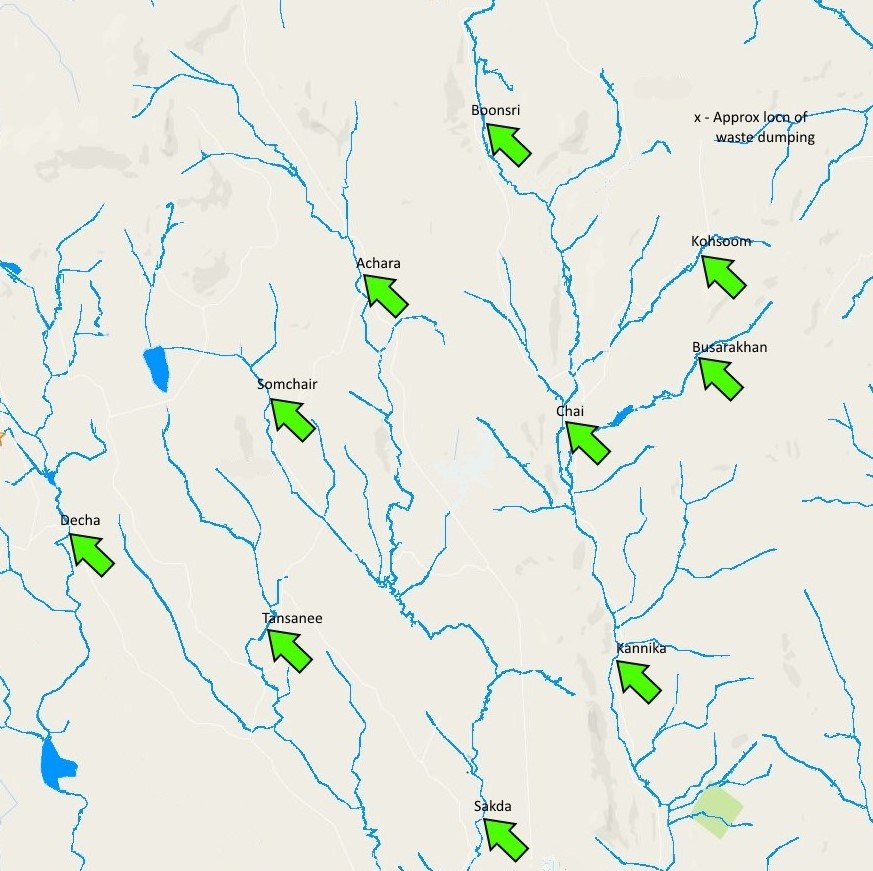 Boonsri
x - Approx locn of
waste dumping
Kohsoom
Achara
Busarakhan
Somchair
Chai
Decha
Tansanee
Kannika
Sakda